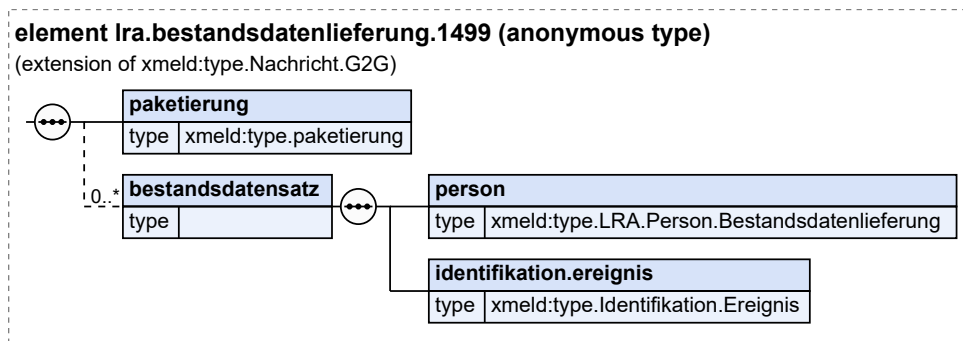 element lra.bestandsdatenlieferung.1499 (anonymous type)
(extension of xmeld:type.Nachricht.G2G)
paketierung
type xmeld:type.paketierung
0..*
bestandsdatensatz
type
person
type xmeld:type.LRA.Person.Bestandsdatenlieferung
identifikation.ereignis
type xmeld:type.Identifikation.Ereignis